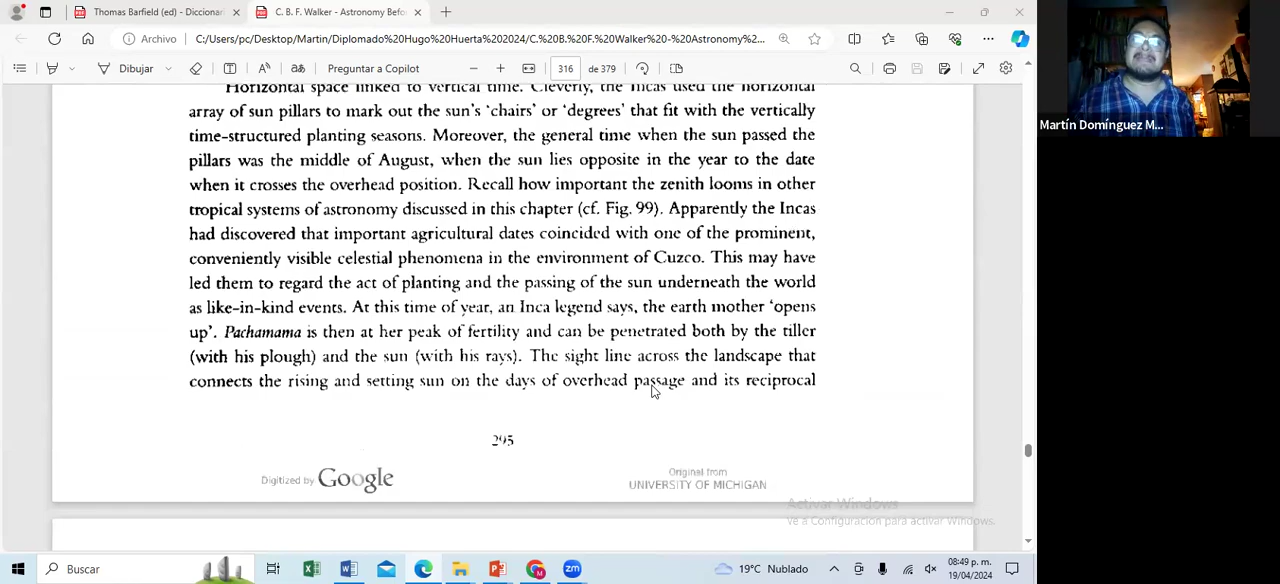 Thomas Barfield (ed) - Diccionari
C. B. F. Walker - Astronomy Befo
Archivo
C:/Users/pc/Desktop/Martin/Diplomado%20Hugo%20Huerta%202024/C.%20B.%20F.%20Walker%20-%20Astronomy%...
Dibujar
Preguntar a Copilot
316
de 379
Horizontal space linked to vertical time. Cleverly, the Incas used the horizontal
array of sun pillars to mark out the sun's 'chairs' or 'degrees' that fit with the vertically
time-structured planting seasons. Moreover, the general time when the sun passed the
pillars was the middle of August, when the sun lies opposite in the year to the date
when it crosses the overhead position. Recall how important the zenith looms in other
tropical systems of astronomy discussed in this chapter (cf. Fig. 99). Apparently the Incas
had discovered that important agricultural dates coincided with one of the prominent,
conveniently visible celestial phenomena in the environment of Cuzco. This may have
led them to regard the act of planting and the passing of the sun underneath the world
as like-in-kind events. At this time of year, an Inca legend says, the earth mother 'opens
up'. Pachamama is then at her peak of fertility and can be penetrated both by the tiller
(with his plough) and the sun (with his rays). The sight line across the landscape that
connects the rising and setting sun on the days of overhead passage and its reciprocal
295
Digitized by Google
Original from
UNIVERSITY OF MICHIGAN
Activar Windows
Ve a Configuración para activar Windows.
Martín Domínguez M...
Buscar
19°C Nublado
08:49 p. m.
19/04/2024